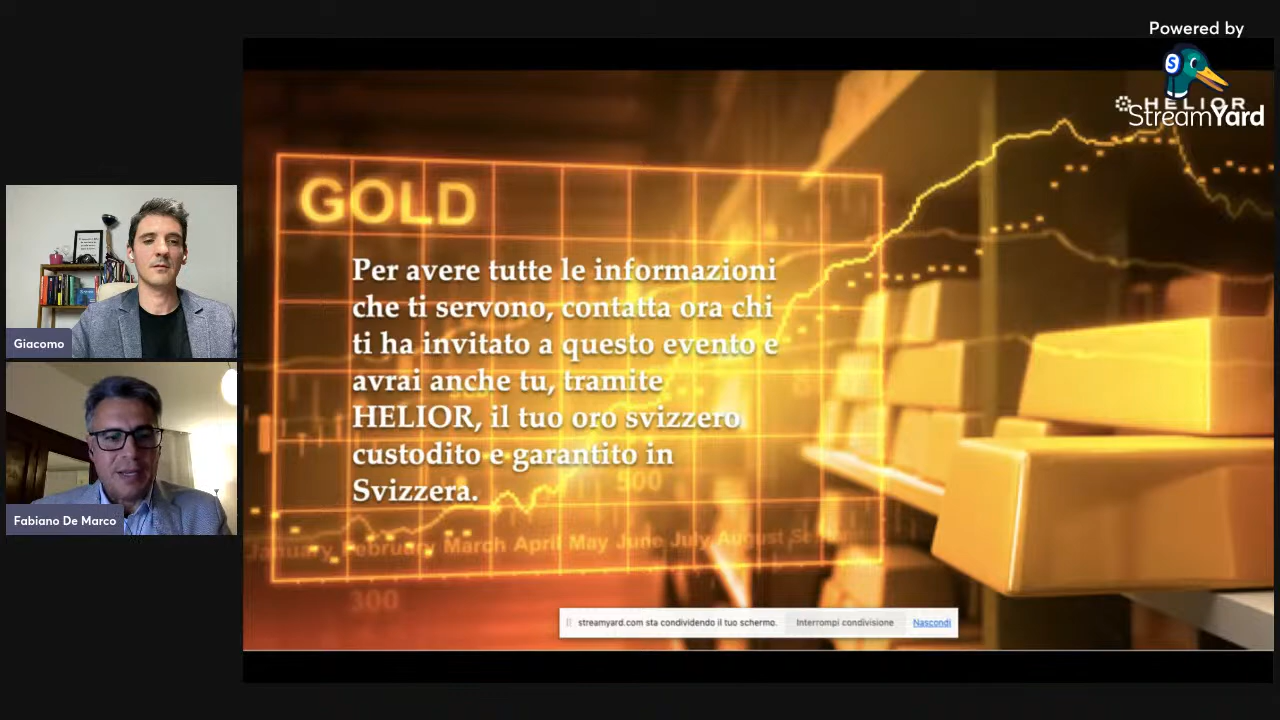 Powered by
HELIOR
StreamYard
GOLD
Per avere tutte le informazioni
che ti servono, contatta ora chi
ti ha invitato a questo evento e
avrai anche tu, tramite
HELIOR, il tuo oro svizzero
custodito e garantito in
Svizzera.
500
January February March April May June July August
300
Giacomo
Fabiano De Marco
streamyard.com sta condividendo il tuo schermo. Interrompi condivisione Nascondi